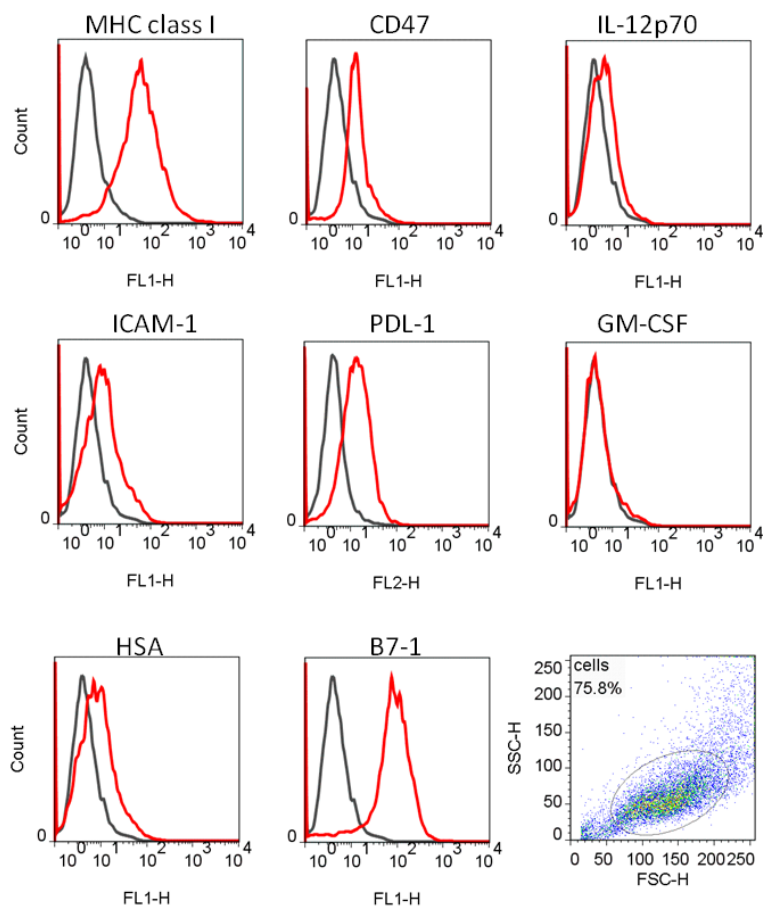 MHC class I CD47 IL-12p70
Count
0 0 0
10^0 10^1 10^2 10^3 10^4 10^0 10^1 10^2 10^3 10^4 10^0 10^1 10^2 10^3 10^4
FL1-H FL1-H FL1-H
ICAM-1 PDL-1 GM-CSF
Count
0 0 0
10^0 10^1 10^2 10^3 10^4 10^0 10^1 10^2 10^3 10^4 10^0 10^1 10^2 10^3 10^4
FL1-H FL2-H FL1-H
HSA B7-1
Count
0 0
10^0 10^1 10^2 10^3 10^4 10^0 10^1 10^2 10^3 10^4
FL1-H FL1-H
cells
75.8%
SSC-H
250
200
150
100
50
0
0 50 100 150 200 250
FSC-H